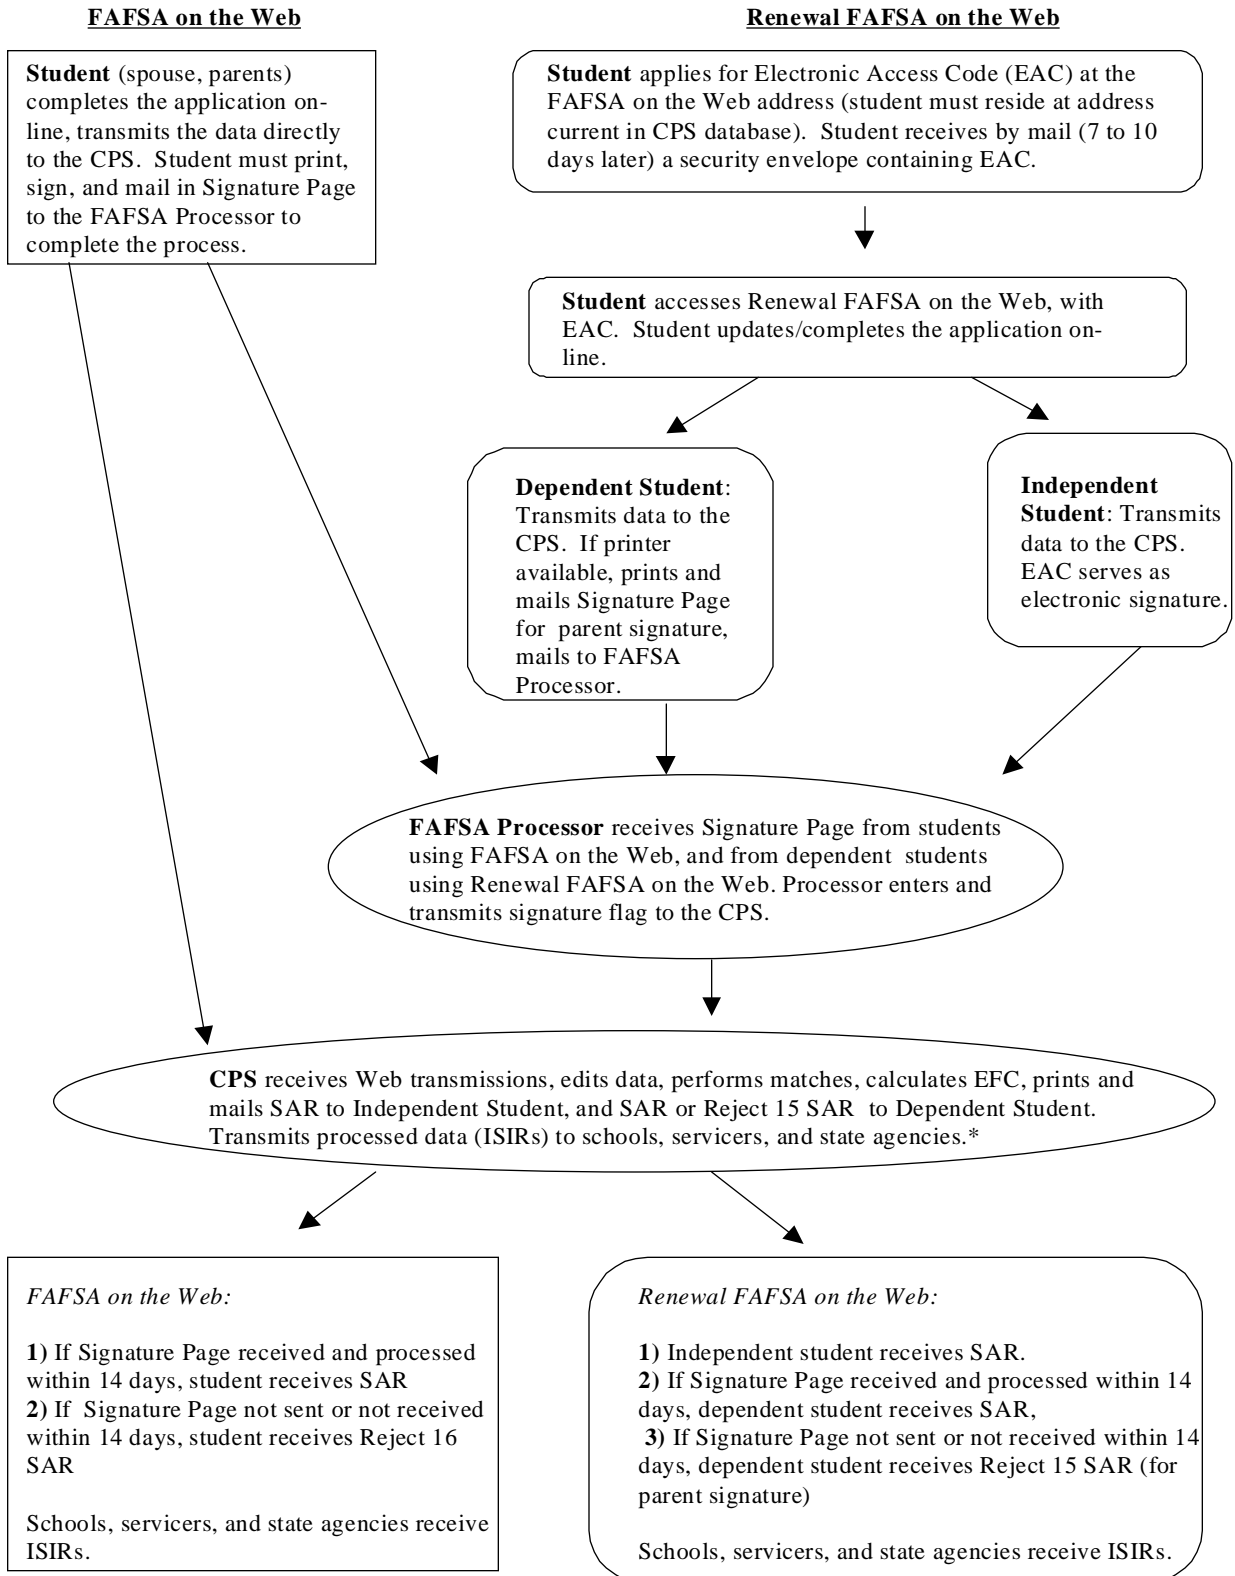 FAFSA on the Web
Renewal FAFSA on the Web
Student (spouse, parents)
completes the application on-
line, transmits the data directly
to the CPS.  Student must print,
sign, and mail in Signature Page
to the FAFSA Processor to
complete the process.
Student applies for Electronic Access Code (EAC) at the
FAFSA on the Web address (student must reside at address
current in CPS database).  Student receives by mail (7 to 10
days later) a security envelope containing EAC.
Student accesses Renewal FAFSA on the Web, with
EAC.  Student updates/completes the application on-
line.
Dependent Student:
Transmits data to the
CPS.  If printer
available, prints and
mails Signature Page
for  parent signature,
mails to FAFSA
Processor.
Independent
Student: Transmits
data to the CPS.
EAC serves as
electronic signature.
FAFSA Processor receives Signature Page from students
using FAFSA on the Web, and from dependent  students
using Renewal FAFSA on the Web. Processor enters and
transmits signature flag to the CPS.
CPS receives Web transmissions, edits data, performs matches, calculates EFC, prints and
mails SAR to Independent Student, and SAR or Reject 15 SAR  to Dependent Student.
Transmits processed data (ISIRs) to schools, servicers, and state agencies.*
FAFSA on the Web:
1) If Signature Page received and processed
within 14 days, student receives SAR
2) If  Signature Page not sent or not received
within 14 days, student receives Reject 16
SAR
Schools, servicers, and state agencies receive
ISIRs.
Renewal FAFSA on the Web:
1) Independent student receives SAR.
2) If Signature Page received and processed within 14
days, dependent student receives SAR,
3) If Signature Page not sent or not received within 14
days, dependent student receives Reject 15 SAR (for
parent signature)
Schools, servicers, and state agencies receive ISIRs.